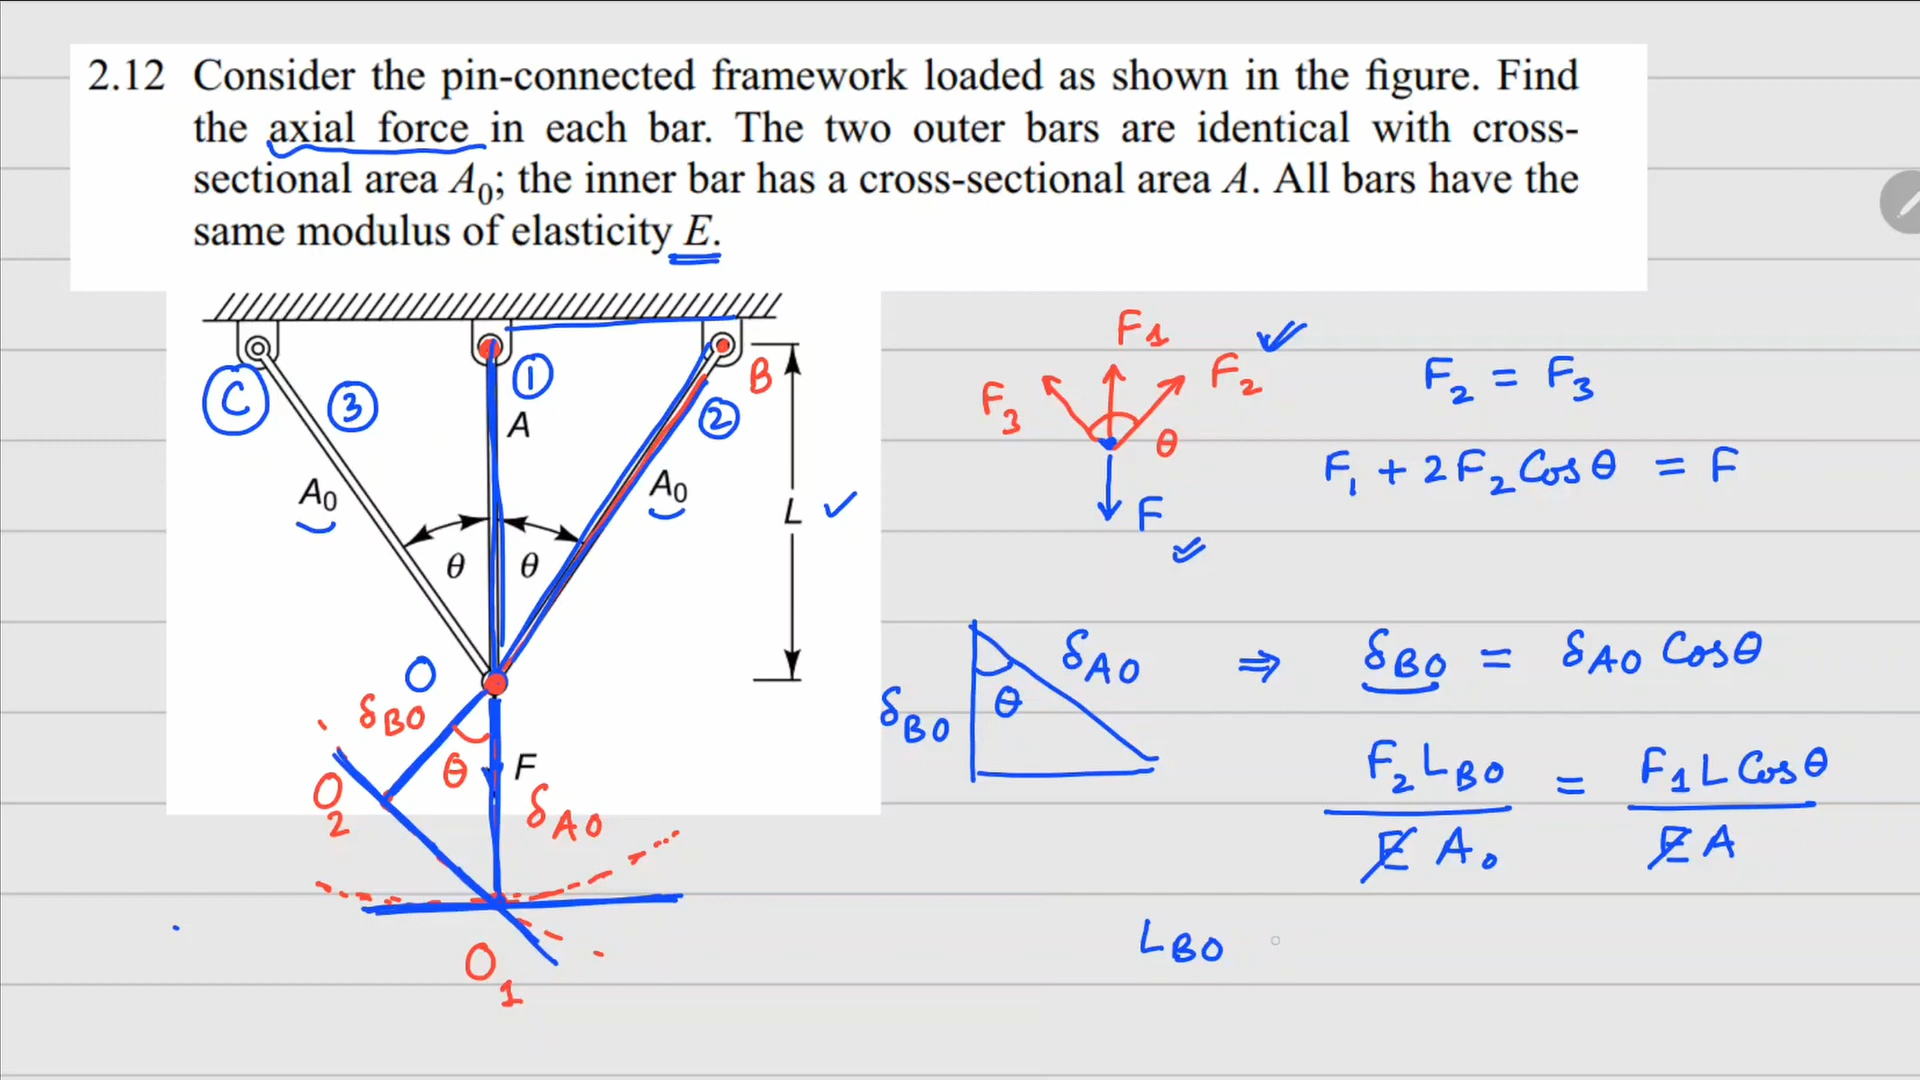 2.12 Consider the pin-connected framework loaded as shown in the figure. Find
the axial force in each bar. The two outer bars are identical with cross-
sectional area A₀; the inner bar has a cross-sectional area A. All bars have the
same modulus of elasticity E.
C
3
1
A
B
2
A₀
A₀
L
θ
θ
O
δBO
θ
F
δAO
O₂
O₁
F₁
F₂
F₃
θ
F
F₂ = F₃
F₁ + 2F₂ Cosθ = F
δAO
θ
δBO
⇒ δBO = δAO Cosθ
F₂ LBO / E A₀ = F₁ L Cosθ / E A
LBO